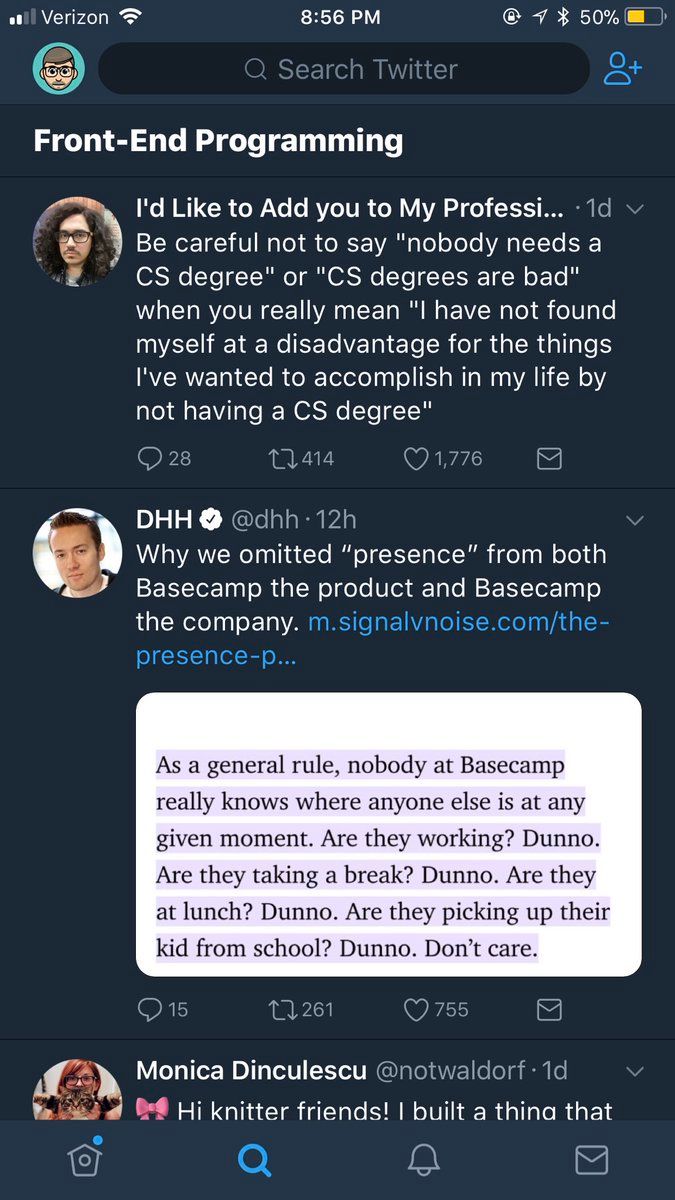 Verizon 8:56 PM 50%
Search Twitter
Front-End Programming
I'd Like to Add you to My Professi... · 1d
Be careful not to say "nobody needs a
CS degree" or "CS degrees are bad"
when you really mean "I have not found
myself at a disadvantage for the things
I've wanted to accomplish in my life by
not having a CS degree"
28 414 1,776
DHH @dhh · 12h
Why we omitted “presence” from both
Basecamp the product and Basecamp
the company. m.signalvnoise.com/the-
presence-p...
As a general rule, nobody at Basecamp
really knows where anyone else is at any
given moment. Are they working? Dunno.
Are they taking a break? Dunno. Are they
at lunch? Dunno. Are they picking up their
kid from school? Dunno. Don’t care.
15 261 755
Monica Dinculescu @notwaldorf · 1d
🎀 Hi knitter friends! I built a thing that